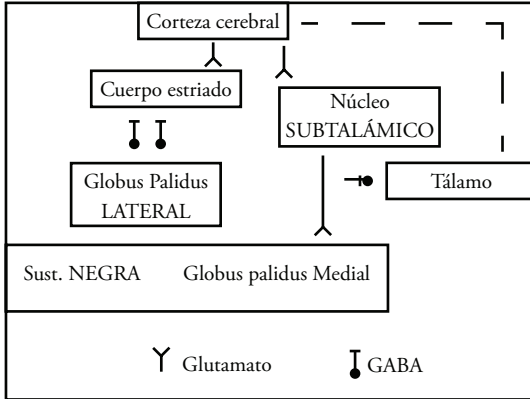 Corteza cerebral
Cuerpo estriado
Núcleo
SUBTALÁMICO
Globus Palidus
LATERAL
Tálamo
Sust. NEGRA Globus palidus Medial
Glutamato GABA